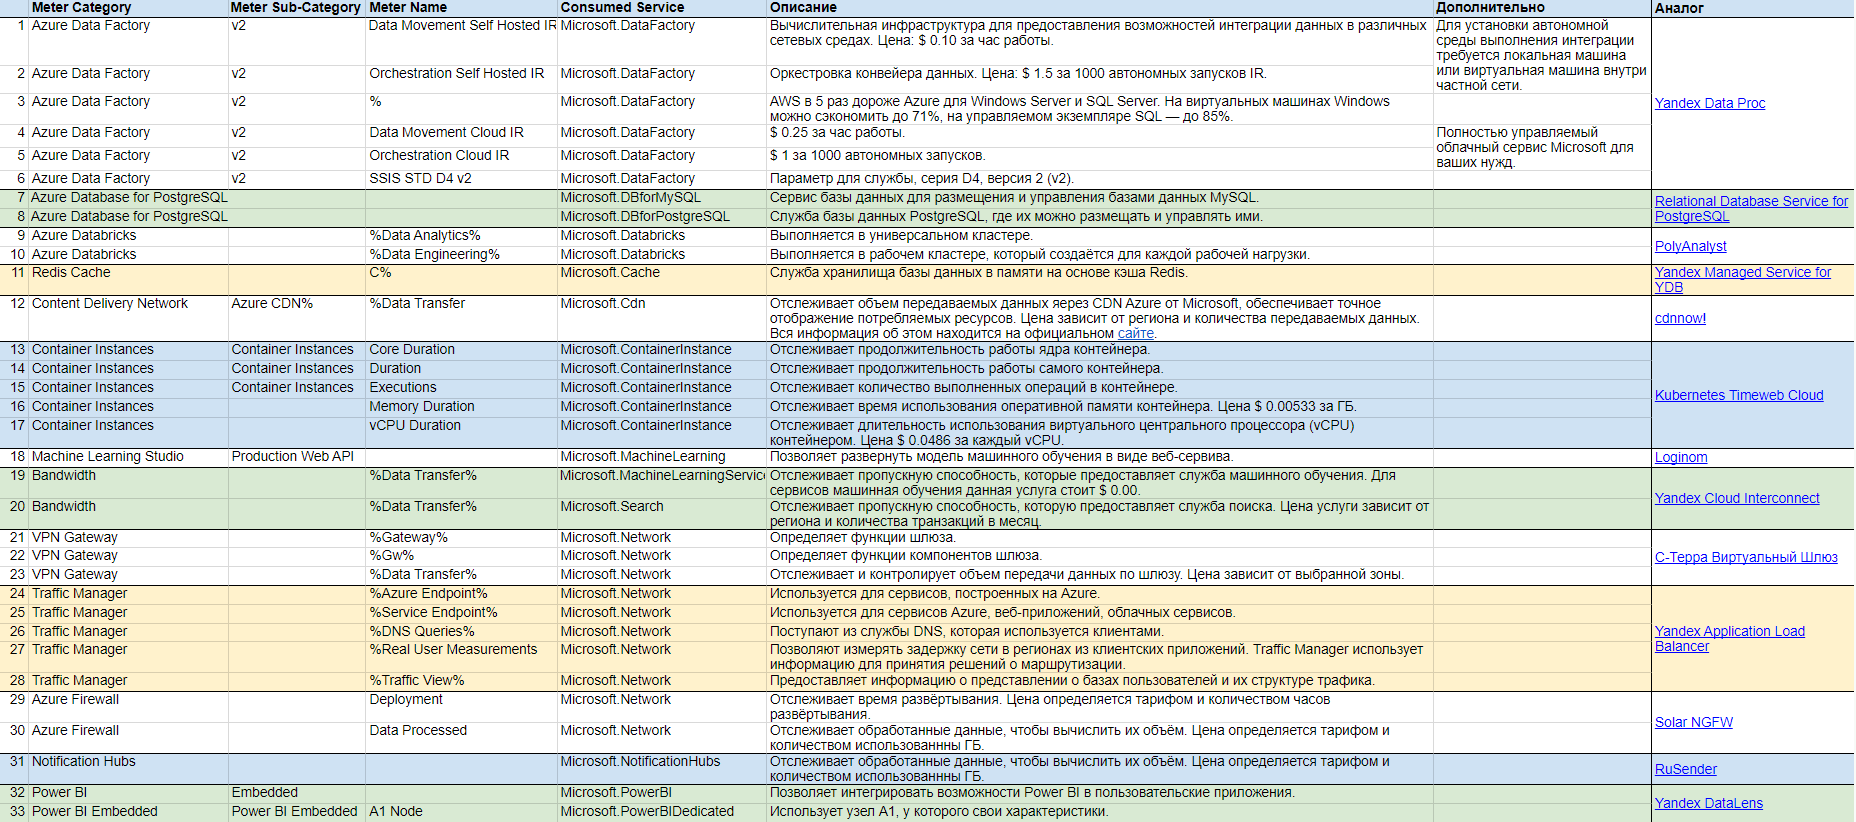 Meter Category Meter Sub-Category Meter Name Consumed Service Описание Дополнительно Аналог
1 Azure Data Factory v2 Data Movement Self Hosted IR Microsoft.DataFactory Вычислительная инфраструктура для предоставления возможностей интеграции данных в различных
сетевых средах. Цена: $ 0.10 за час работы.
Для установки автономной
среды выполнения интеграции
требуется локальная машина
или виртуальная машина внутри
частной сети.
2 Azure Data Factory v2 Orchestration Self Hosted IR Microsoft.DataFactory Оркестровка конвейера данных. Цена: $ 1.5 за 1000 автономных запусков IR.
3 Azure Data Factory v2 % Microsoft.DataFactory AWS в 5 раз дороже Azure для Windows Server и SQL Server. На виртуальных машинах Windows
можно сэкономить до 71%, на управляемом экземпляре SQL — до 85%.
Yandex Data Proc
4 Azure Data Factory v2 Data Movement Cloud IR Microsoft.DataFactory $ 0.25 за час работы.
Полностью управляемый
облачный сервис Microsoft для
ваших нужд.
5 Azure Data Factory v2 Orchestration Cloud IR Microsoft.DataFactory $ 1 за 1000 автономных запусков.
6 Azure Data Factory v2 SSIS STD D4 v2 Microsoft.DataFactory Параметр для службы, серия D4, версия 2 (v2).
7 Azure Database for PostgreSQL Microsoft.DBforMySQL Сервис базы данных для размещения и управления базами данных MySQL.
8 Azure Database for PostgreSQL Microsoft.DBforPostgreSQL Служба базы данных PostgreSQL, где их можно размещать и управлять ими.
Relational Database Service for
PostgreSQL
9 Azure Databricks %Data Analytics% Microsoft.Databricks Выполняется в универсальном кластере.
10 Azure Databricks %Data Engineering% Microsoft.Databricks Выполняется в рабочем кластере, который создаётся для каждой рабочей нагрузки.
PolyAnalyst
11 Redis Cache C% Microsoft.Cache Служба хранилища базы данных в памяти на основе кэша Redis.
Yandex Managed Service for
YDB
12 Content Delivery Network Azure CDN% %Data Transfer Microsoft.Cdn Отслеживает объем передаваемых данных яерез CDN Azure от Microsoft, обеспечивает точное
отображение потребляемых ресурсов. Цена зависит от региона и количества передаваемых данных.
Вся информация об этом находится на официальном сайте.
cdnnow!
13 Container Instances Container Instances Core Duration Microsoft.ContainerInstance Отслеживает продолжительность работы ядра контейнера.
14 Container Instances Container Instances Duration Microsoft.ContainerInstance Отслеживает продолжительность работы самого контейнера.
15 Container Instances Container Instances Executions Microsoft.ContainerInstance Отслеживает количество выполненных операций в контейнере.
16 Container Instances Memory Duration Microsoft.ContainerInstance Отслеживает время использования оперативной памяти контейнера. Цена $ 0.00533 за ГБ.
17 Container Instances vCPU Duration Microsoft.ContainerInstance Отслеживает длительность использования виртуального центрального процессора (vCPU)
контейнером. Цена $ 0.0486 за каждый vCPU.
Kubernetes Timeweb Cloud
18 Machine Learning Studio Production Web API Microsoft.MachineLearning Позволяет развернуть модель машинного обучения в виде веб-сервива.
Loginom
19 Bandwidth %Data Transfer% Microsoft.MachineLearningServic Отслеживает пропускную способность, которые предоставляет служба машинного обучения. Для
сервисов машинная обучения данная услуга стоит $ 0.00.
20 Bandwidth %Data Transfer% Microsoft.Search Отслеживает пропускную способность, которую предоставляет служба поиска. Цена услуги зависит от
региона и количества транзакций в месяц.
Yandex Cloud Interconnect
21 VPN Gateway %Gateway% Microsoft.Network Определяет функции шлюза.
22 VPN Gateway %Gw% Microsoft.Network Определяет функции компонентов шлюза.
23 VPN Gateway %Data Transfer% Microsoft.Network Отслеживает и контролирует объем передачи данных по шлюзу. Цена зависит от выбранной зоны.
С-Терра Виртуальный Шлюз
24 Traffic Manager %Azure Endpoint% Microsoft.Network Используется для сервисов, построенных на Azure.
25 Traffic Manager %Service Endpoint% Microsoft.Network Используется для сервисов Azure, веб-приложений, облачных сервисов.
26 Traffic Manager %DNS Queries% Microsoft.Network Поступают из службы DNS, которая используется клиентами.
27 Traffic Manager %Real User Measurements Microsoft.Network Позволяют измерять задержку сети в регионах из клиентских приложений. Traffic Manager использует
информацию для принятия решений о маршрутизации.
28 Traffic Manager %Traffic View% Microsoft.Network Предоставляет информацию о представлении о базах пользователей и их структуре трафика.
Yandex Application Load
Balancer
29 Azure Firewall Deployment Microsoft.Network Отслеживает время развёртывания. Цена определяется тарифом и количеством часов
развёртывания.
30 Azure Firewall Data Processed Microsoft.Network Отслеживает обработанные данные, чтобы вычислить их объём. Цена определяется тарифом и
количеством использованнны ГБ.
Solar NGFW
31 Notification Hubs Microsoft.NotificationHubs Отслеживает обработанные данные, чтобы вычислить их объём. Цена определяется тарифом и
количеством использованнны ГБ.
RuSender
32 Power BI Embedded Microsoft.PowerBI Позволяет интегрировать возможности Power BI в пользовательские приложения.
33 Power BI Embedded Power BI Embedded A1 Node Microsoft.PowerBIDedicated Использует узел A1, у которого свои характеристики.
Yandex DataLens